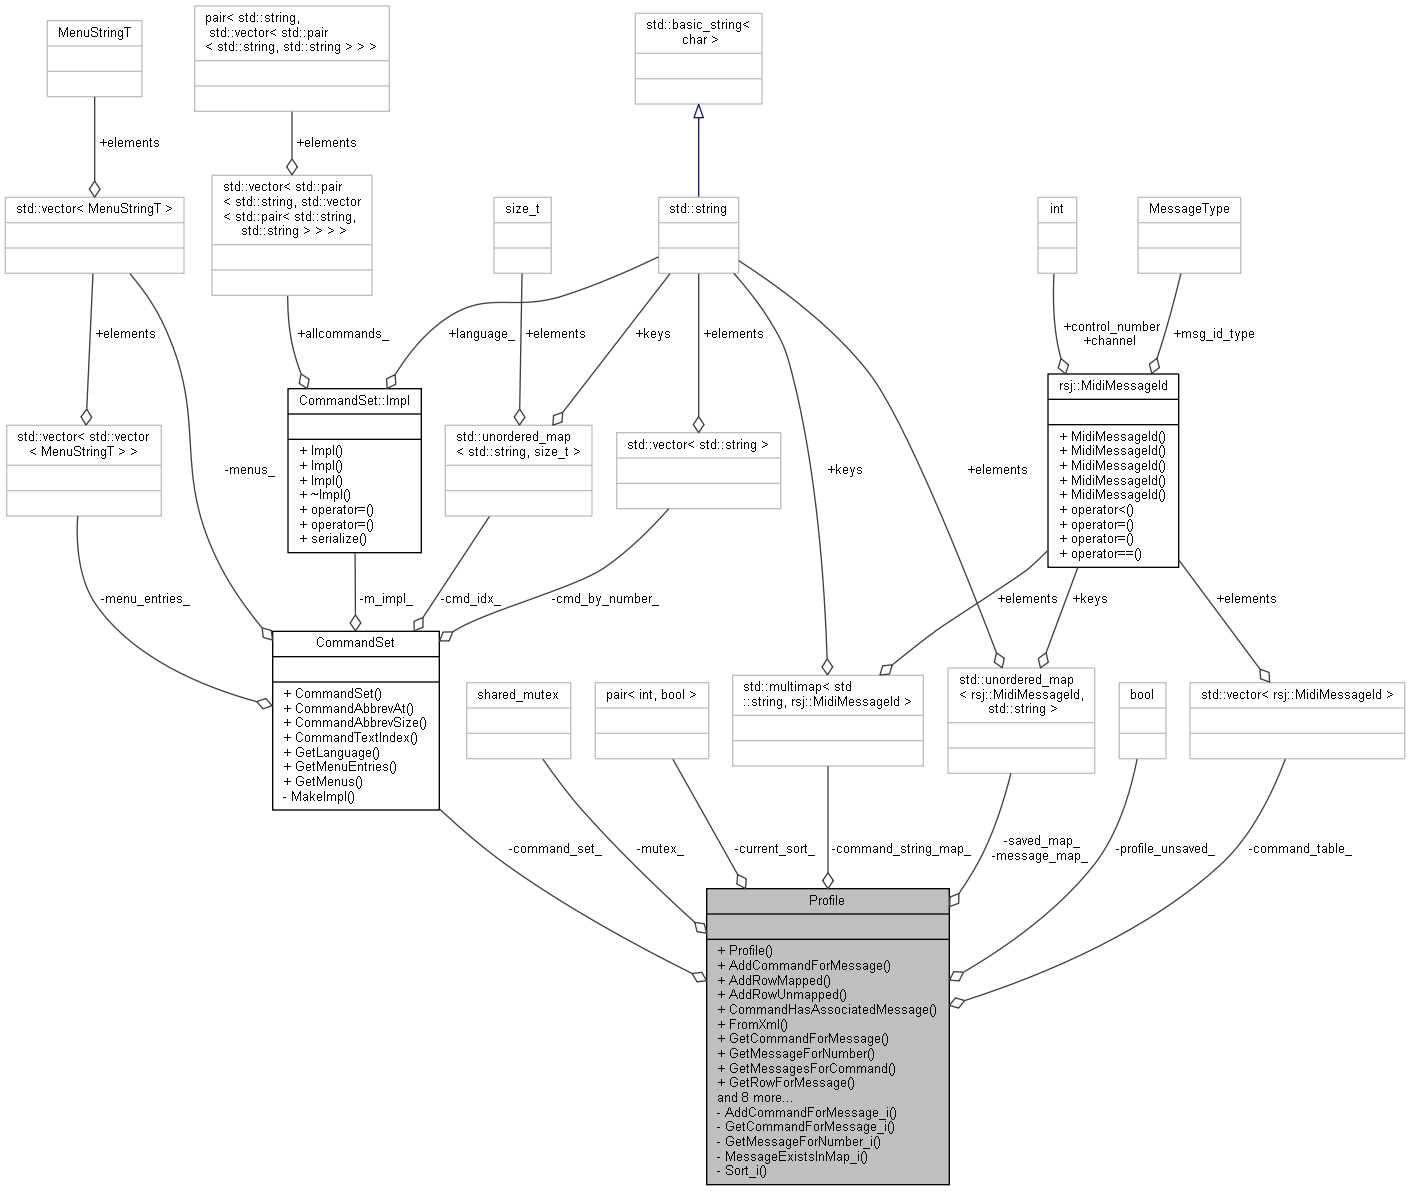 MenuStringT
pair< std::string,
std::vector< std::pair
< std::string, std::string > > >
std::basic_string<
char >
+elements
+elements
std::vector< MenuStringT >
std::vector< std::pair
< std::string, std::vector
< std::pair< std::string,
std::string > > > >
size_t
std::string
int
MessageType
+elements
+allcommands_
+language_
+elements
+keys
+elements
+control_number
+channel
+msg_id_type
std::vector< std::vector
< MenuStringT > >
-menus_
CommandSet::Impl
+ Impl()
+ Impl()
+ Impl()
+ ~Impl()
+ operator=()
+ operator=()
+ serialize()
std::unordered_map
< std::string, size_t >
std::vector< std::string >
+keys
+elements
rsj::MidiMessageId
+ MidiMessageId()
+ MidiMessageId()
+ MidiMessageId()
+ MidiMessageId()
+ MidiMessageId()
+ operator<()
+ operator=()
+ operator=()
+ operator==()
-menu_entries_
-m_impl_
-cmd_idx_
-cmd_by_number_
+elements
+keys
+elements
CommandSet
+ CommandSet()
+ CommandAbbrevAt()
+ CommandAbbrevSize()
+ CommandTextIndex()
+ GetLanguage()
+ GetMenuEntries()
+ GetMenus()
- MakeImpl()
shared_mutex
pair< int, bool >
std::multimap< std
::string, rsj::MidiMessageId >
std::unordered_map
< rsj::MidiMessageId,
std::string >
bool
std::vector< rsj::MidiMessageId >
-command_set_
-mutex_
-current_sort_
-command_string_map_
-saved_map_
-message_map_
-profile_unsaved_
-command_table_
Profile
+ Profile()
+ AddCommandForMessage()
+ AddRowMapped()
+ AddRowUnmapped()
+ CommandHasAssociatedMessage()
+ FromXml()
+ GetCommandForMessage()
+ GetMessageForNumber()
+ GetMessagesForCommand()
+ GetRowForMessage()
and 8 more...
- AddCommandForMessage_i()
- GetCommandForMessage_i()
- GetMessageForNumber_i()
- MessageExistsInMap_i()
- Sort_i()